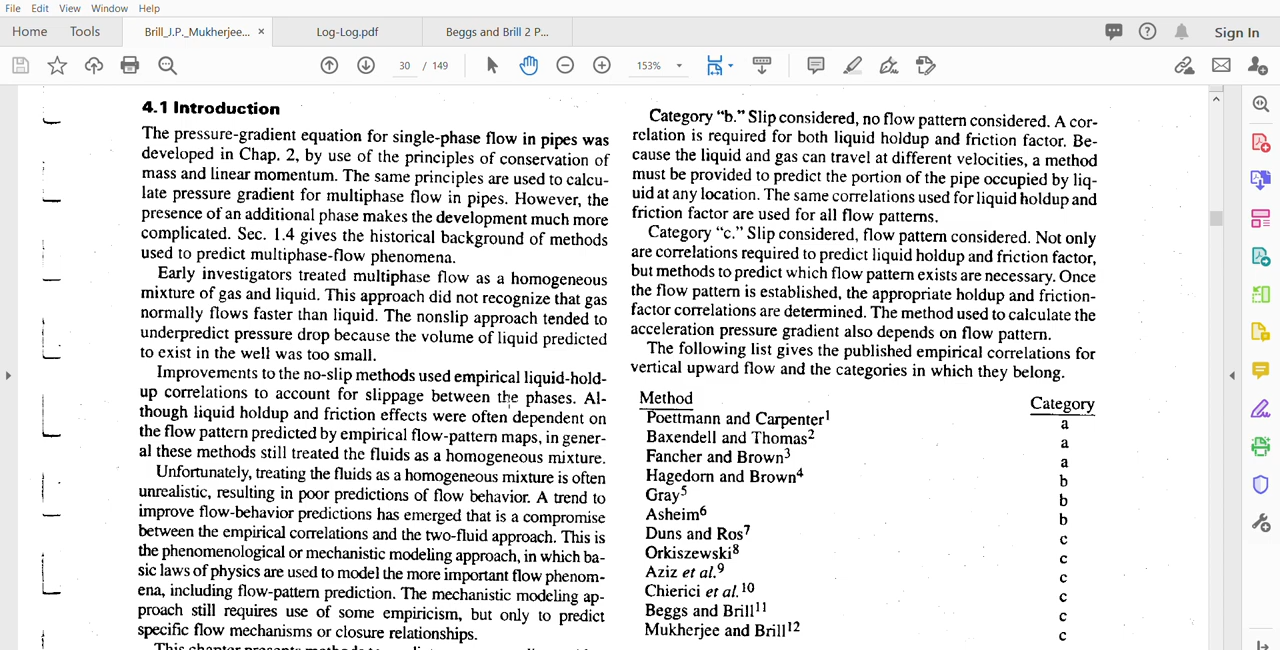 File Edit View Window Help
Home Tools Brill_J.P._Mukherjee... × Log-Log.pdf Beggs and Brill 2 P... Sign In
30 / 149 153%
4.1 Introduction
The pressure-gradient equation for single-phase flow in pipes was
developed in Chap. 2, by use of the principles of conservation of
mass and linear momentum. The same principles are used to calcu-
late pressure gradient for multiphase flow in pipes. However, the
presence of an additional phase makes the development much more
complicated. Sec. 1.4 gives the historical background of methods
used to predict multiphase-flow phenomena.
Early investigators treated multiphase flow as a homogeneous
mixture of gas and liquid. This approach did not recognize that gas
normally flows faster than liquid. The nonslip approach tended to
underpredict pressure drop because the volume of liquid predicted
to exist in the well was too small.
Improvements to the no-slip methods used empirical liquid-hold-
up correlations to account for slippage between the phases. Al-
though liquid holdup and friction effects were often dependent on
the flow pattern predicted by empirical flow-pattern maps, in gener-
al these methods still treated the fluids as a homogeneous mixture.
Unfortunately, treating the fluids as a homogeneous mixture is often
unrealistic, resulting in poor predictions of flow behavior. A trend to
improve flow-behavior predictions has emerged that is a compromise
between the empirical correlations and the two-fluid approach. This is
the phenomenological or mechanistic modeling approach, in which ba-
sic laws of physics are used to model the more important flow phenom-
ena, including flow-pattern prediction. The mechanistic modeling ap-
proach still requires use of some empiricism, but only to predict
specific flow mechanisms or closure relationships.
Category “b.” Slip considered, no flow pattern considered. A cor-
relation is required for both liquid holdup and friction factor. Be-
cause the liquid and gas can travel at different velocities, a method
must be provided to predict the portion of the pipe occupied by liq-
uid at any location. The same correlations used for liquid holdup and
friction factor are used for all flow patterns.
Category “c.” Slip considered, flow pattern considered. Not only
are correlations required to predict liquid holdup and friction factor,
but methods to predict which flow pattern exists are necessary. Once
the flow pattern is established, the appropriate holdup and friction-
factor correlations are determined. The method used to calculate the
acceleration pressure gradient also depends on flow pattern.
The following list gives the published empirical correlations for
vertical upward flow and the categories in which they belong.
Method Category
Poettmann and Carpenter¹ a
Baxendell and Thomas² a
Fancher and Brown³ a
Hagedorn and Brown⁴ b
Gray⁵ b
Asheim⁶ b
Duns and Ros⁷ c
Orkiszewski⁸ c
Aziz et al.⁹ c
Chierici et al.¹⁰ c
Beggs and Brill¹¹ c
Mukherjee and Brill¹² c